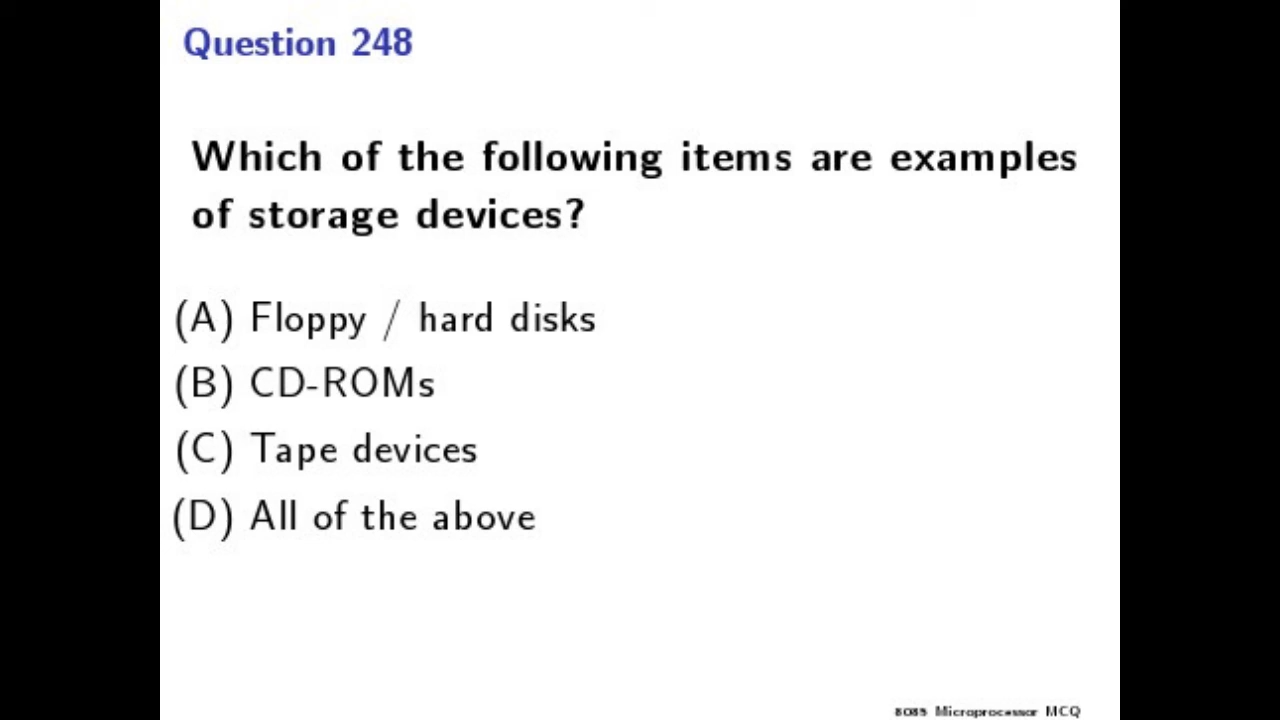 Question 248
Which of the following items are examples
of storage devices?
(A) Floppy / hard disks
(B) CD-ROMs
(C) Tape devices
(D) All of the above
8085 Microprocessor MCQ